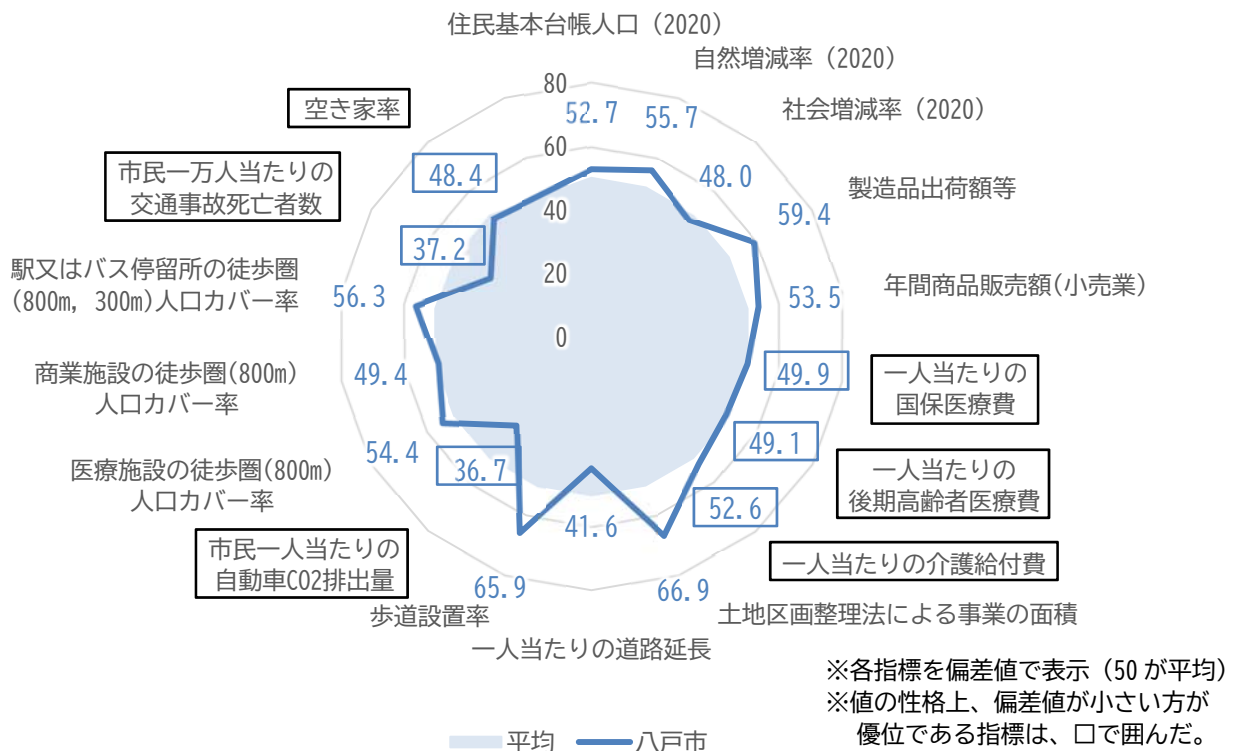 住民基本台帳人口（2020）
自然増減率（2020）
社会増減率（2020）
製造品出荷額等
年間商品販売額(小売業)
一人当たりの
国保医療費
一人当たりの
後期高齢者医療費
一人当たりの介護給付費
土地区画整理法による事業の面積
一人当たりの道路延長
歩道設置率
市民一人当たりの
自動車CO2排出量
医療施設の徒歩圏(800m)
人口カバー率
商業施設の徒歩圏(800m)
人口カバー率
駅又はバス停留所の徒歩圏
(800m, 300m)人口カバー率
市民一万人当たりの
交通事故死亡者数
空き家率
80
60
40
20
0
52.7
55.7
48.0
59.4
53.5
49.9
49.1
52.6
66.9
41.6
65.9
36.7
54.4
49.4
56.3
37.2
48.4
平均
八戸市
※各指標を偏差値で表示（50が平均）
※値の性格上、偏差値が小さい方が
優位である指標は、□で囲んだ。